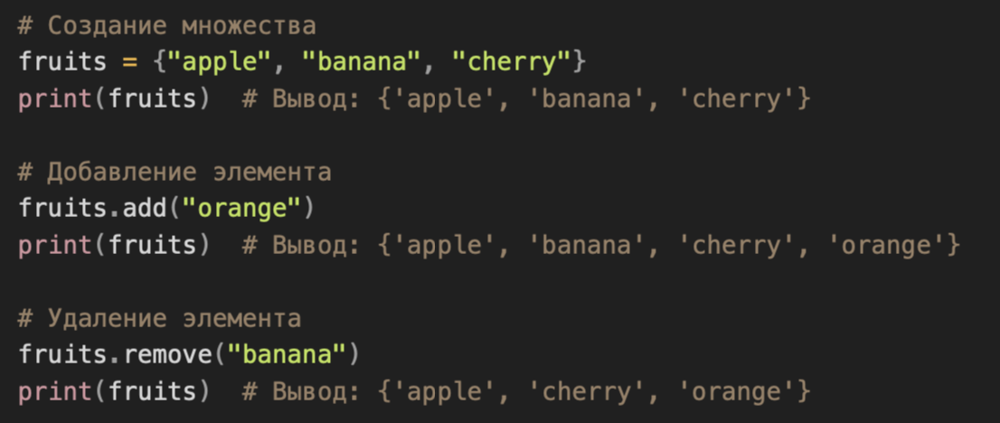 # Создание множества
fruits = {"apple", "banana", "cherry"}
print(fruits)  # Вывод: {'apple', 'banana', 'cherry'}
# Добавление элемента
fruits.add("orange")
print(fruits)  # Вывод: {'apple', 'banana', 'cherry', 'orange'}
# Удаление элемента
fruits.remove("banana")
print(fruits)  # Вывод: {'apple', 'cherry', 'orange'}